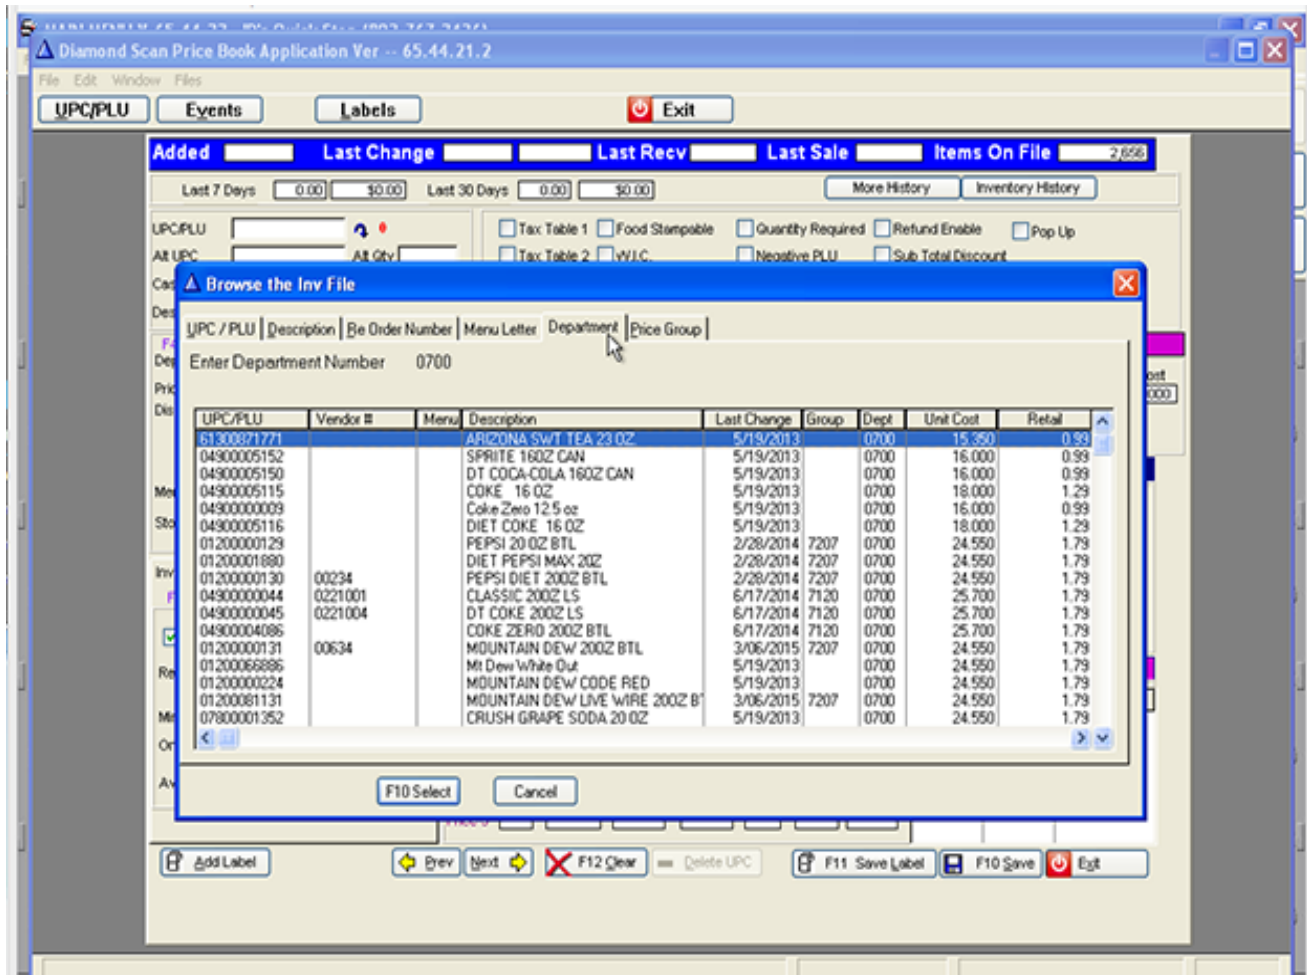 Diamond Scan Price Book Application Ver -- 65.44.21.2
File Edit Window Files
UPC/PLU Events Labels Exit
Added Last Change Last Recv Last Sale Items On File 2,656
Last 7 Days 0.00 $0.00 Last 30 Days 0.00 $0.00 More History Inventory History
UPC/PLU Tax Table 1 Food Stampable Quantity Required Refund Enable Pop Up
Alt UPC Alt Qty Tax Table 2 W.I.C. Negative PLU Sub Total Discount
Browse the Inv File
UPC / PLU Description Re Order Number Menu Letter Department Price Group
Enter Department Number 0700
UPC/PLU Vendor # Menu Description Last Change Group Dept Unit Cost Retail
61300871771 ARIZONA SWT TEA 23 OZ. 5/19/2013 0700 15.350 0.99
04900005152 SPRITE 16OZ CAN 5/19/2013 0700 16.000 0.99
04900005150 DT COCA-COLA 16OZ CAN 5/19/2013 0700 16.000 0.99
04900005115 COKE 16 OZ 5/19/2013 0700 18.000 1.29
04900000009 Coke Zero 12.5 oz 5/19/2013 0700 16.000 0.99
04900005116 DIET COKE 16 OZ 5/19/2013 0700 18.000 1.29
01200000129 PEPSI 20 OZ BTL 2/28/2014 7207 0700 24.550 1.79
01200001880 DIET PEPSI MAX 20Z 2/28/2014 7207 0700 24.550 1.79
01200000130 00234 PEPSI DIET 20OZ BTL 2/28/2014 7207 0700 24.550 1.79
04900000044 0221001 CLASSIC 20OZ LS 6/17/2014 7120 0700 25.700 1.79
04900000045 0221004 DT COKE 20OZ LS 6/17/2014 7120 0700 25.700 1.79
04900004086 COKE ZERO 20OZ BTL 6/17/2014 7120 0700 25.700 1.79
01200000131 00634 MOUNTAIN DEW 20OZ BTL 3/06/2015 7207 0700 24.550 1.79
01200066886 Mt Dew White Out 5/19/2013 0700 24.550 1.79
01200000224 MOUNTAIN DEW CODE RED 5/19/2013 0700 24.550 1.79
01200081131 MOUNTAIN DEW LIVE WIRE 20OZ BT 3/06/2015 7207 0700 24.550 1.79
07800001352 CRUSH GRAPE SODA 20 OZ 5/19/2013 0700 24.550 1.79
F10 Select Cancel
Add Label Prev Next F12 Clear Delete UPC F11 Save Label F10 Save Exit